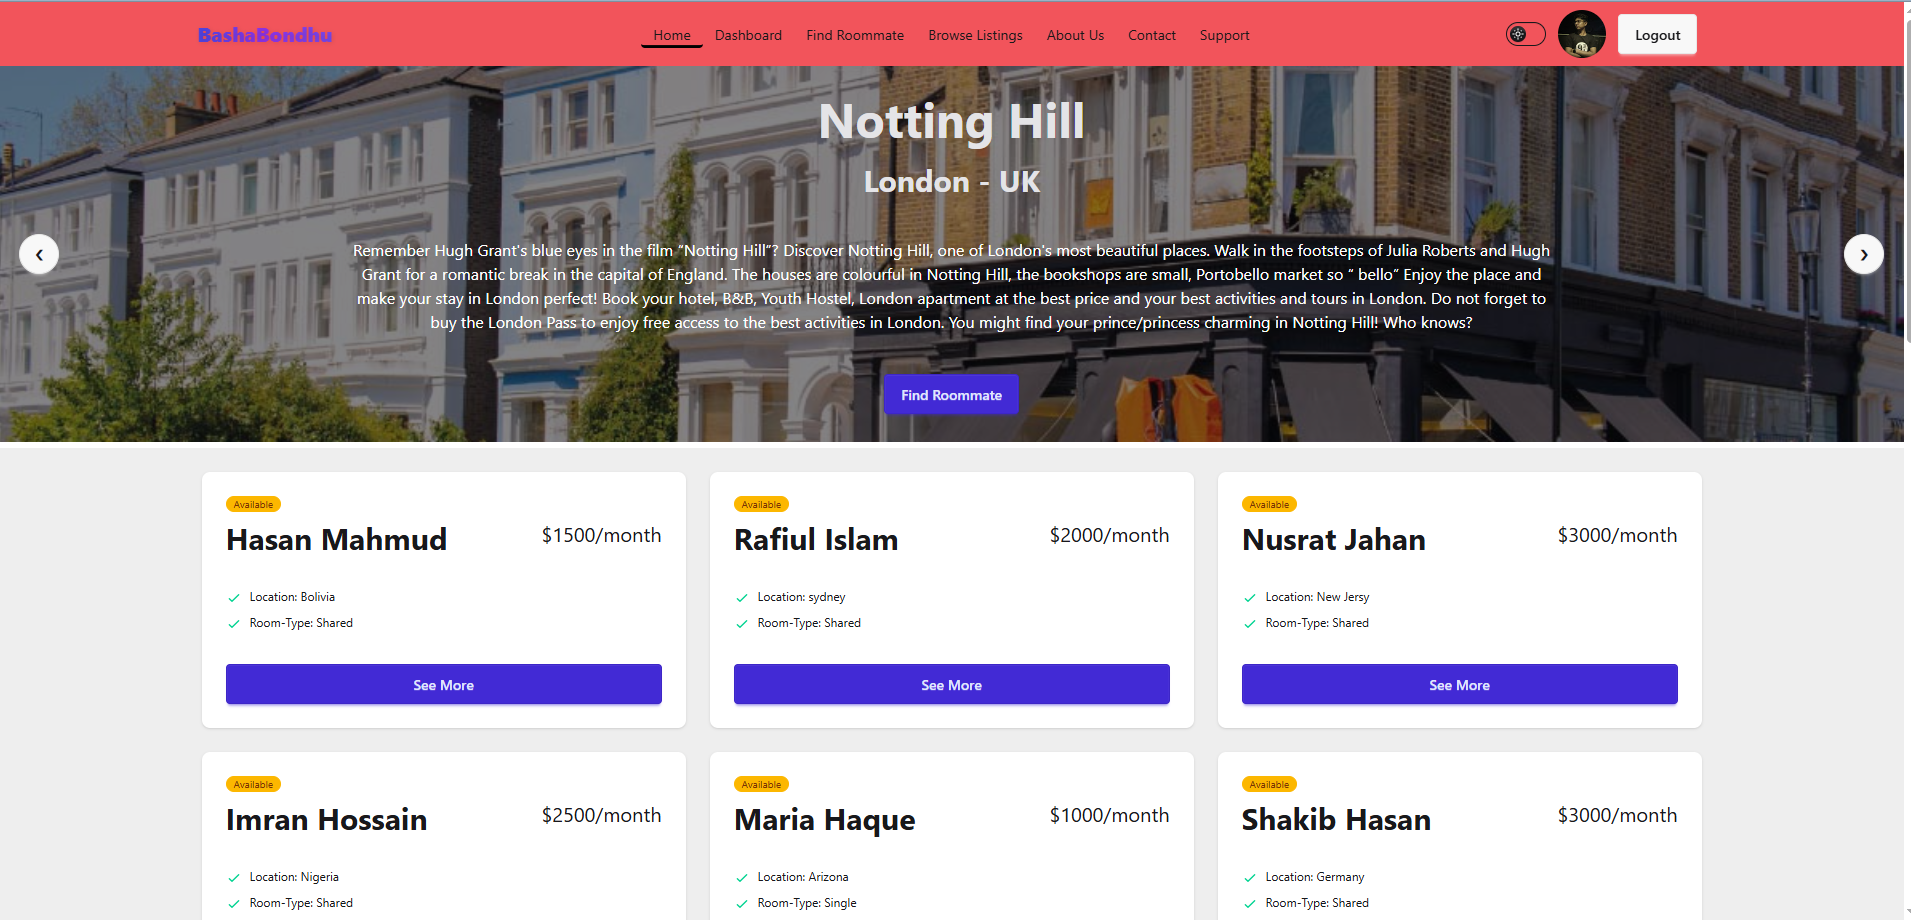 BashaBondhu
Home Dashboard Find Roommate Browse Listings About Us Contact Support
Logout
Notting Hill
London - UK
Remember Hugh Grant's blue eyes in the film “Notting Hill”? Discover Notting Hill, one of London's most beautiful places. Walk in the footsteps of Julia Roberts and Hugh
Grant for a romantic break in the capital of England. The houses are colourful in Notting Hill, the bookshops are small, Portobello market so “ bello” Enjoy the place and
make your stay in London perfect! Book your hotel, B&B, Youth Hostel, London apartment at the best price and your best activities and tours in London. Do not forget to
buy the London Pass to enjoy free access to the best activities in London. You might find your prince/princess charming in Notting Hill! Who knows?
❮
❯
Find Roommate
Available
Hasan Mahmud $1500/month
Location: Bolivia
Room-Type: Shared
See More
Available
Rafiul Islam $2000/month
Location: sydney
Room-Type: Shared
See More
Available
Nusrat Jahan $3000/month
Location: New Jersy
Room-Type: Shared
See More
Available
Imran Hossain $2500/month
Location: Nigeria
Room-Type: Shared
Available
Maria Haque $1000/month
Location: Arizona
Room-Type: Single
Available
Shakib Hasan $3000/month
Location: Germany
Room-Type: Shared